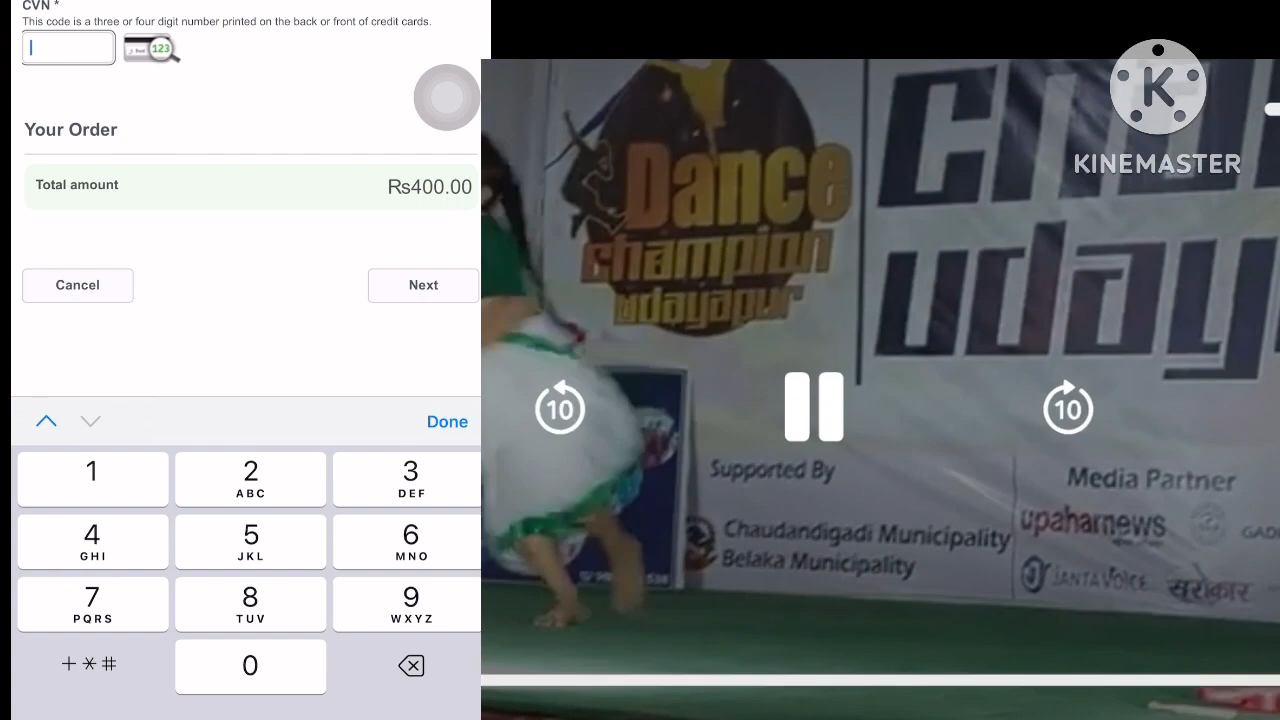 CVN *
This code is a three or four digit number printed on the back or front of credit cards.
123
Your Order
Total amount
₨400.00
Cancel
Next
Done
1
2
ABC
3
DEF
4
GHI
5
JKL
6
MNO
7
PQRS
8
TUV
9
WXYZ
+*#
0
K
KINEMASTER
Dance
Champion
Udayapur
uday
10
10
Supported By
Chaudandigadi Municipality
Belaka Municipality
Media Partner
upaharnews
JANTA VOICE
सरोकार